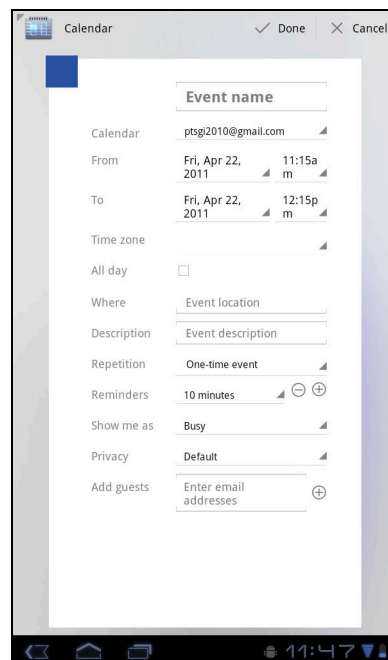 Calendar
Done
Cancel
Event name
Calendar
ptsgi2010@gmail.com
From
Fri, Apr 22,
2011
11:15a
m
To
Fri, Apr 22,
2011
12:15p
m
Time zone
All day
Where
Event location
Description
Event description
Repetition
One-time event
Reminders
10 minutes
Show me as
Busy
Privacy
Default
Add guests
Enter email
addresses
11:47